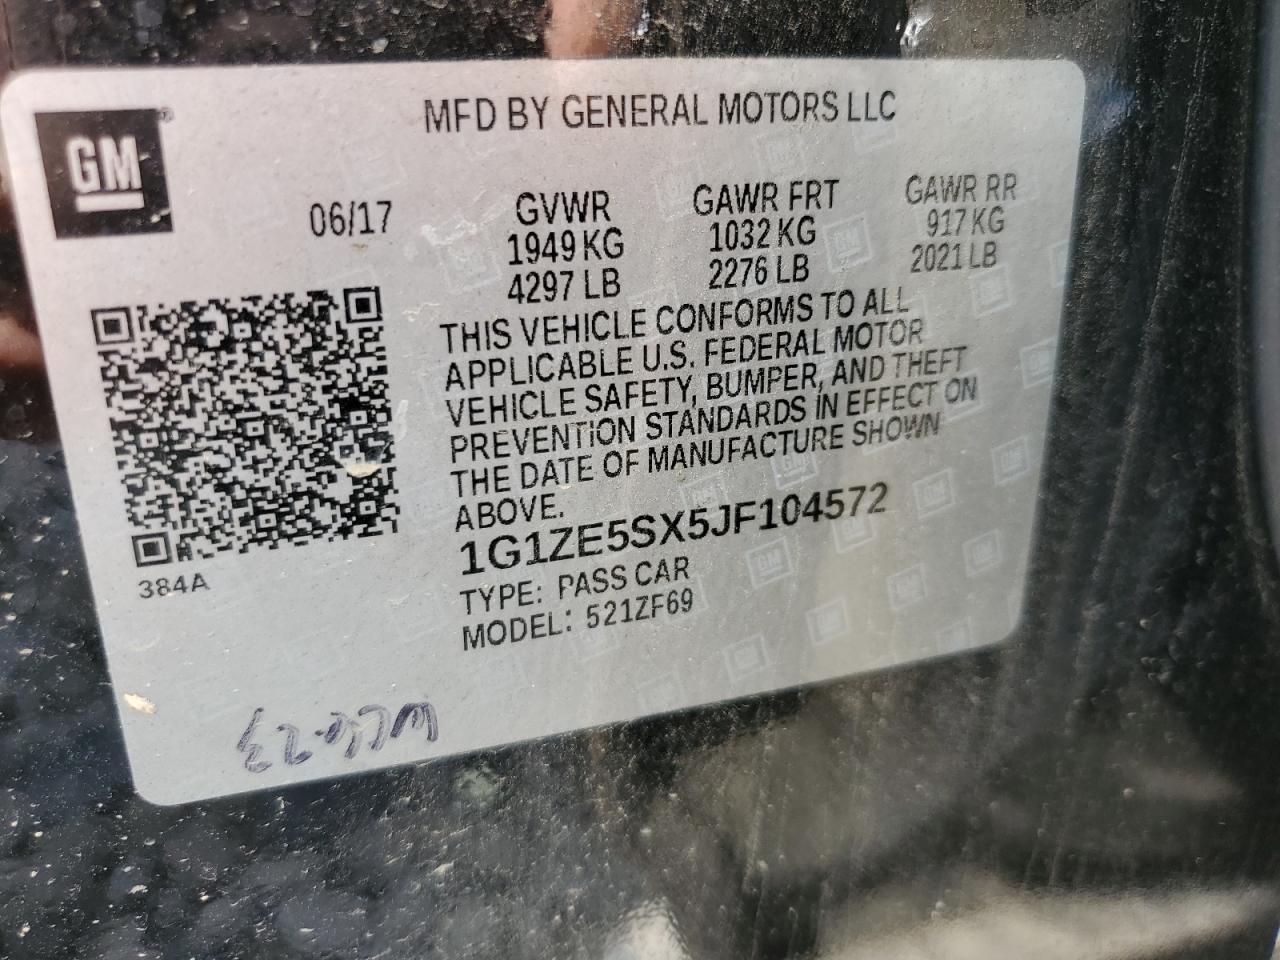 GM
MFD BY GENERAL MOTORS LLC
06/17
GVWR
1949 KG
4297 LB
GAWR FRT
1032 KG
2276 LB
GAWR RR
917 KG
2021 LB
THIS VEHICLE CONFORMS TO ALL
APPLICABLE U.S. FEDERAL MOTOR
VEHICLE SAFETY, BUMPER, AND THEFT
PREVENTION STANDARDS IN EFFECT ON
THE DATE OF MANUFACTURE SHOWN
ABOVE.
1G1ZE5SX5JF104572
TYPE: PASS CAR
MODEL: 521ZF69
384A